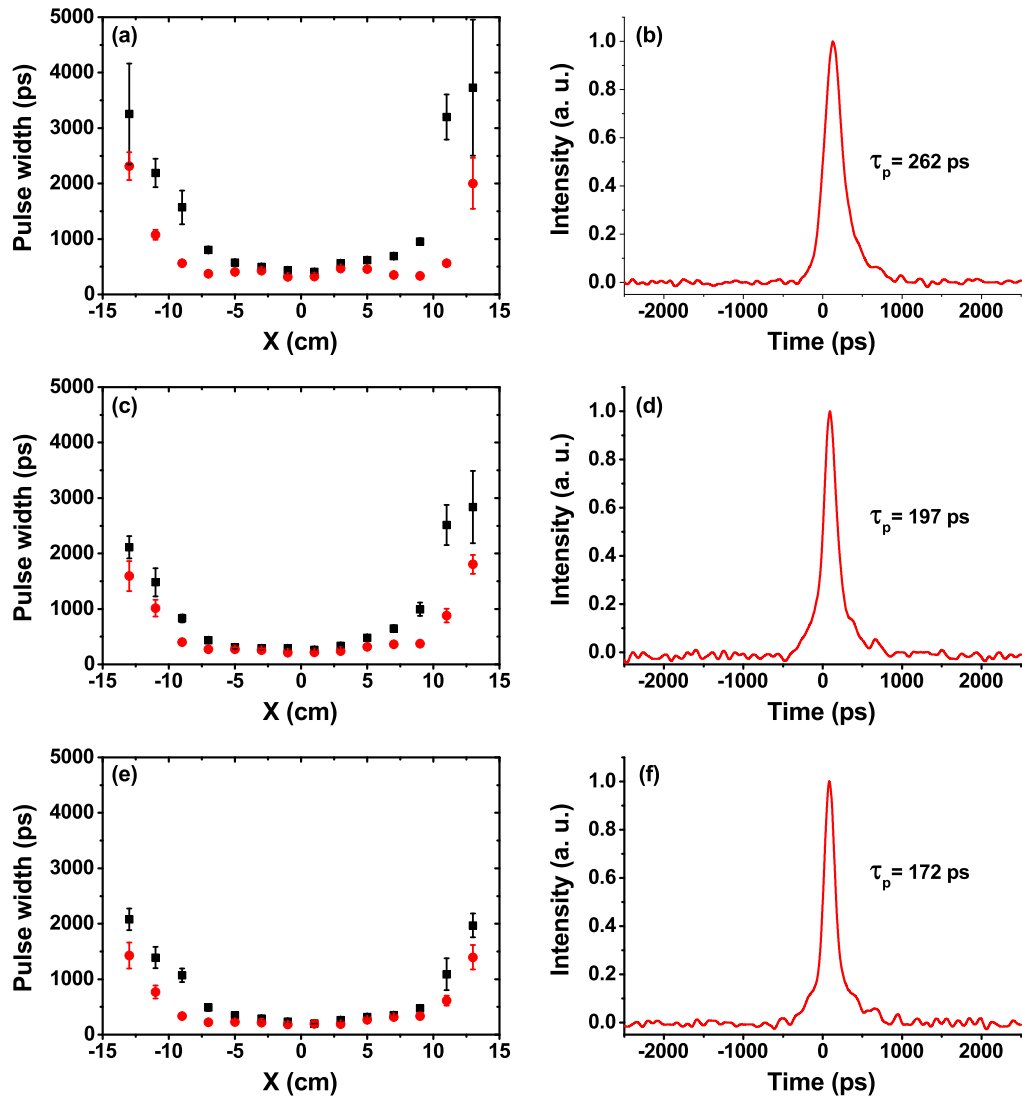 (a)
Pulse width (ps)
5000
4000
3000
2000
1000
0
-15 -10 -5 0 5 10 15
X (cm)
(b)
Intensity (a. u.)
1.0
0.8
0.6
0.4
0.2
0.0
τp= 262 ps
-2000 -1000 0 1000 2000
Time (ps)
(c)
Pulse width (ps)
5000
4000
3000
2000
1000
0
-15 -10 -5 0 5 10 15
X (cm)
(d)
Intensity (a. u.)
1.0
0.8
0.6
0.4
0.2
0.0
τp= 197 ps
-2000 -1000 0 1000 2000
Time (ps)
(e)
Pulse width (ps)
5000
4000
3000
2000
1000
0
-15 -10 -5 0 5 10 15
X (cm)
(f)
Intensity (a. u.)
1.0
0.8
0.6
0.4
0.2
0.0
τp= 172 ps
-2000 -1000 0 1000 2000
Time (ps)